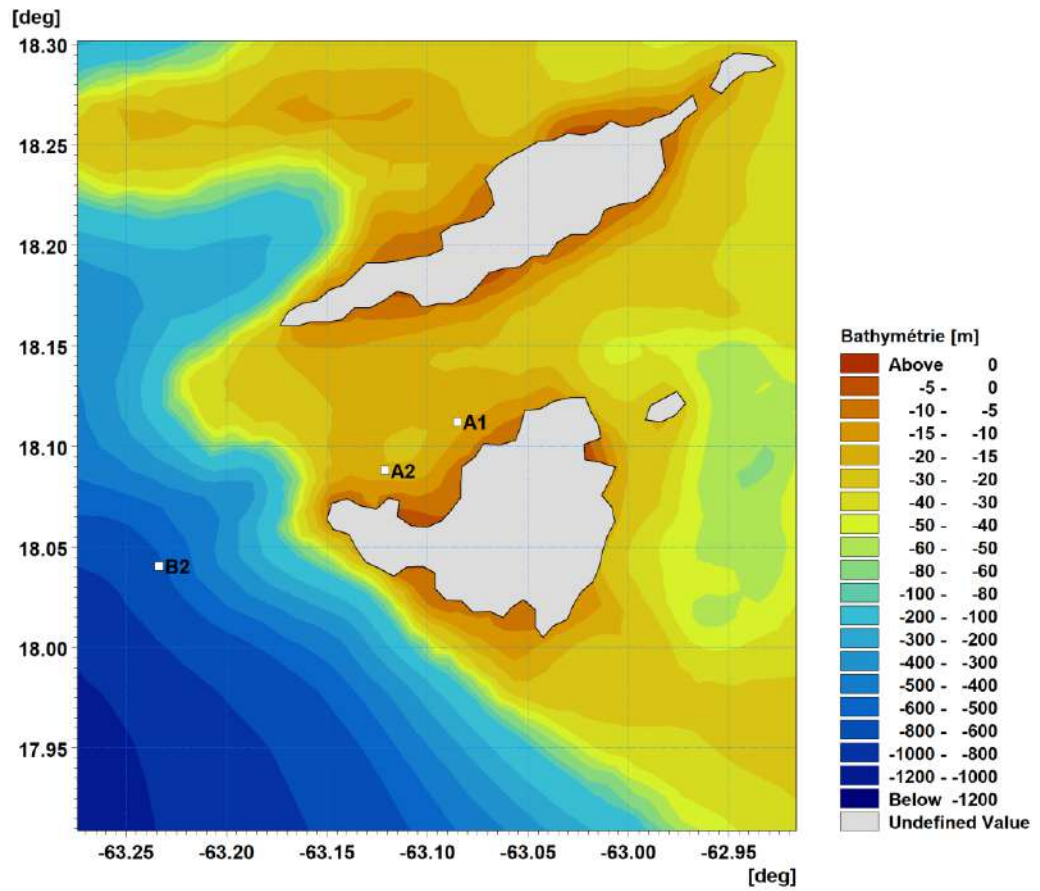 [deg]
18.30
18.25
18.20
18.15
18.10
18.05
18.00
17.95
A1
A2
B2
-63.25 -63.20 -63.15 -63.10 -63.05 -63.00 -62.95
[deg]
Bathymétrie [m]
Above 0
-5 - 0
-10 - -5
-15 - -10
-20 - -15
-30 - -20
-40 - -30
-50 - -40
-60 - -50
-80 - -60
-100 - -80
-200 - -100
-300 - -200
-400 - -300
-500 - -400
-600 - -500
-800 - -600
-1000 - -800
-1200 - -1000
Below -1200
Undefined Value